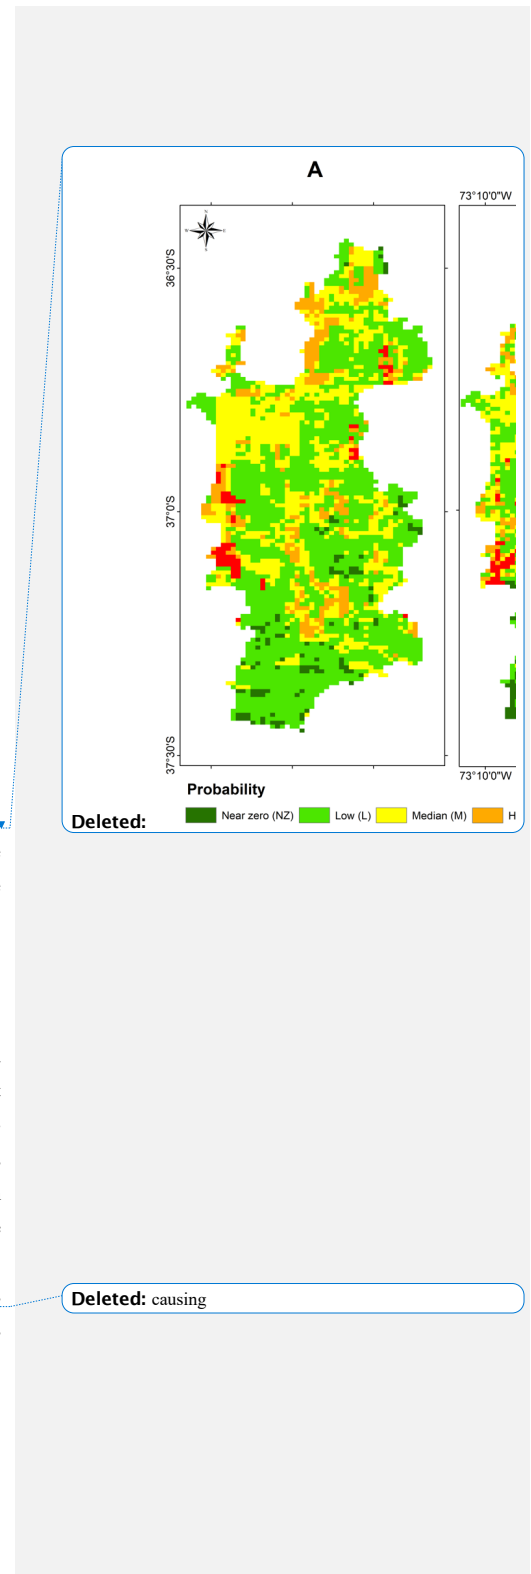 A
73°10'0"W
N
W E
S
36°30'S
37°0'S
37°30'S
73°10'0"W
Probability
Deleted: Near zero (NZ) Low (L) Median (M) H
Deleted: causing